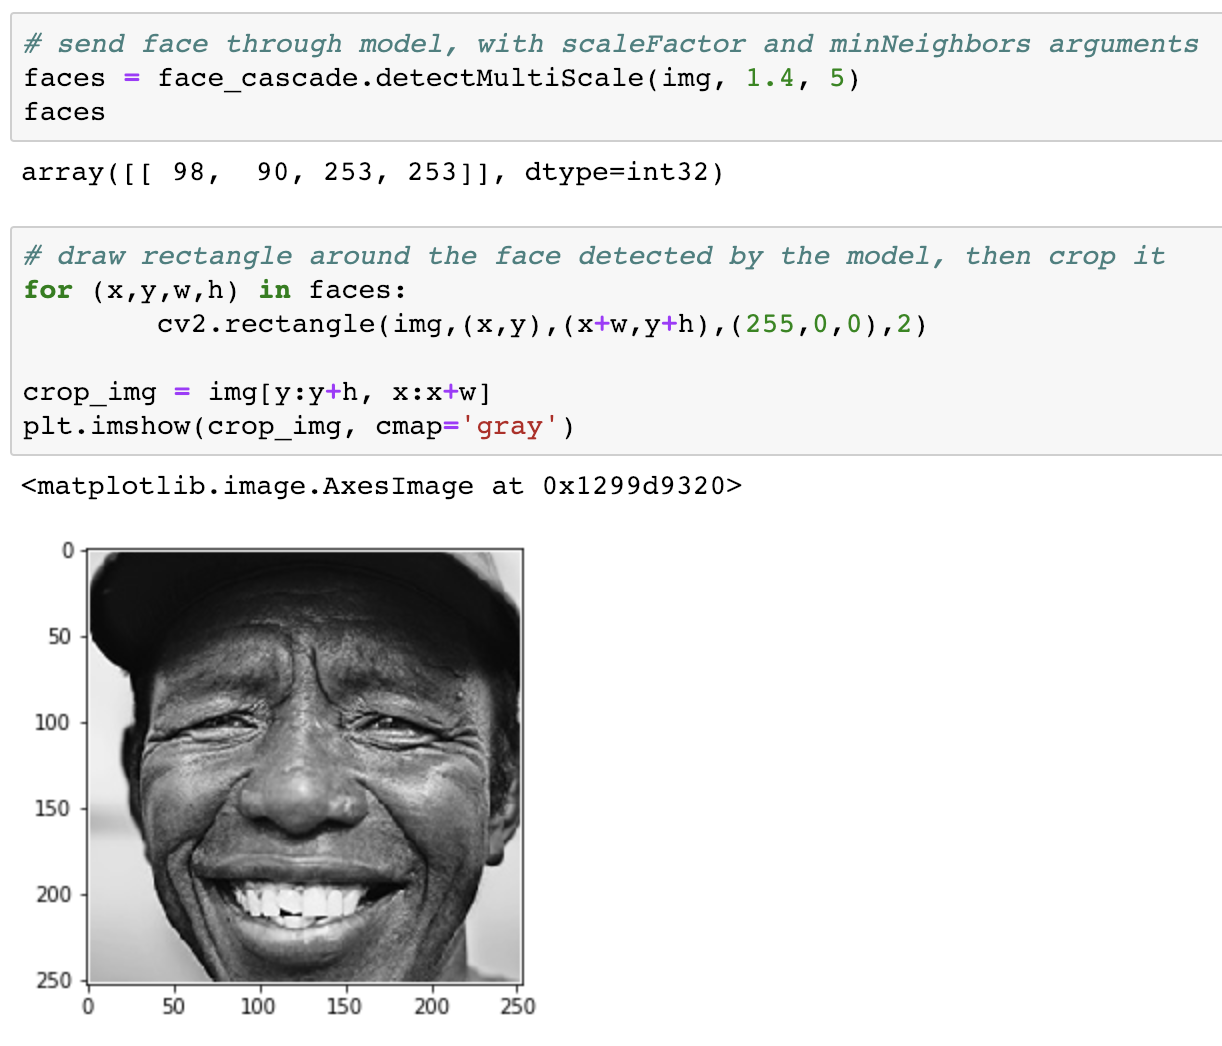 # send face through model, with scaleFactor and minNeighbors arguments
faces = face_cascade.detectMultiScale(img, 1.4, 5)
faces
array([[ 98,  90, 253, 253]], dtype=int32)
# draw rectangle around the face detected by the model, then crop it
for (x,y,w,h) in faces:
        cv2.rectangle(img,(x,y),(x+w,y+h),(255,0,0),2)
crop_img = img[y:y+h, x:x+w]
plt.imshow(crop_img, cmap='gray')
<matplotlib.image.AxesImage at 0x1299d9320>
0
50
100
150
200
250
0 50 100 150 200 250